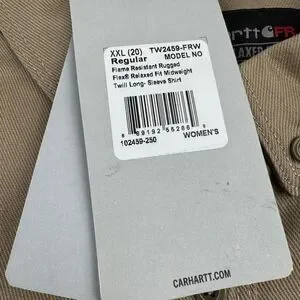 XXL (20) TW2459-FRW
Regular MODEL NO
Flame Resistant Rugged
Flex® Relaxed Fit Midweight
Twill Long- Sleeve Shirt
102459-250 WOMEN'S
CARHARTT.COM
FR